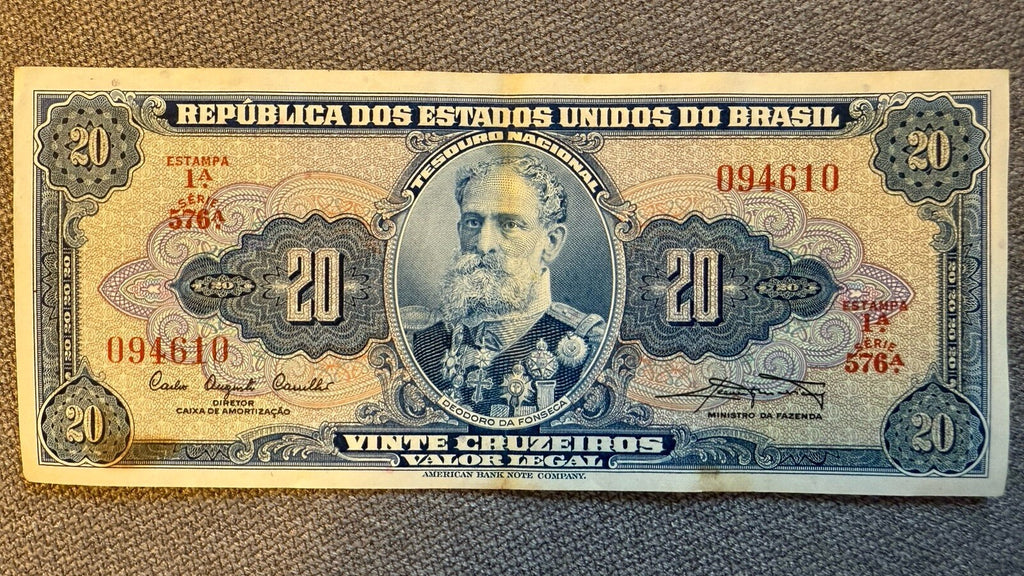 REPÚBLICA DOS ESTADOS UNIDOS DO BRASIL
TESOURO NACIONAL
20
20
ESTAMPA
1ᴬ
SÉRIE
576ᴬ
094610
20
20
20
20
ESTAMPA
1ᴬ
SÉRIE
576ᴬ
094610
DIRETOR
CAIXA DE AMORTIZAÇÃO
DEODORO DA FONSECA
MINISTRO DA FAZENDA
20
20
VINTE CRUZEIROS
VALOR LEGAL
AMERICAN BANK NOTE COMPANY.